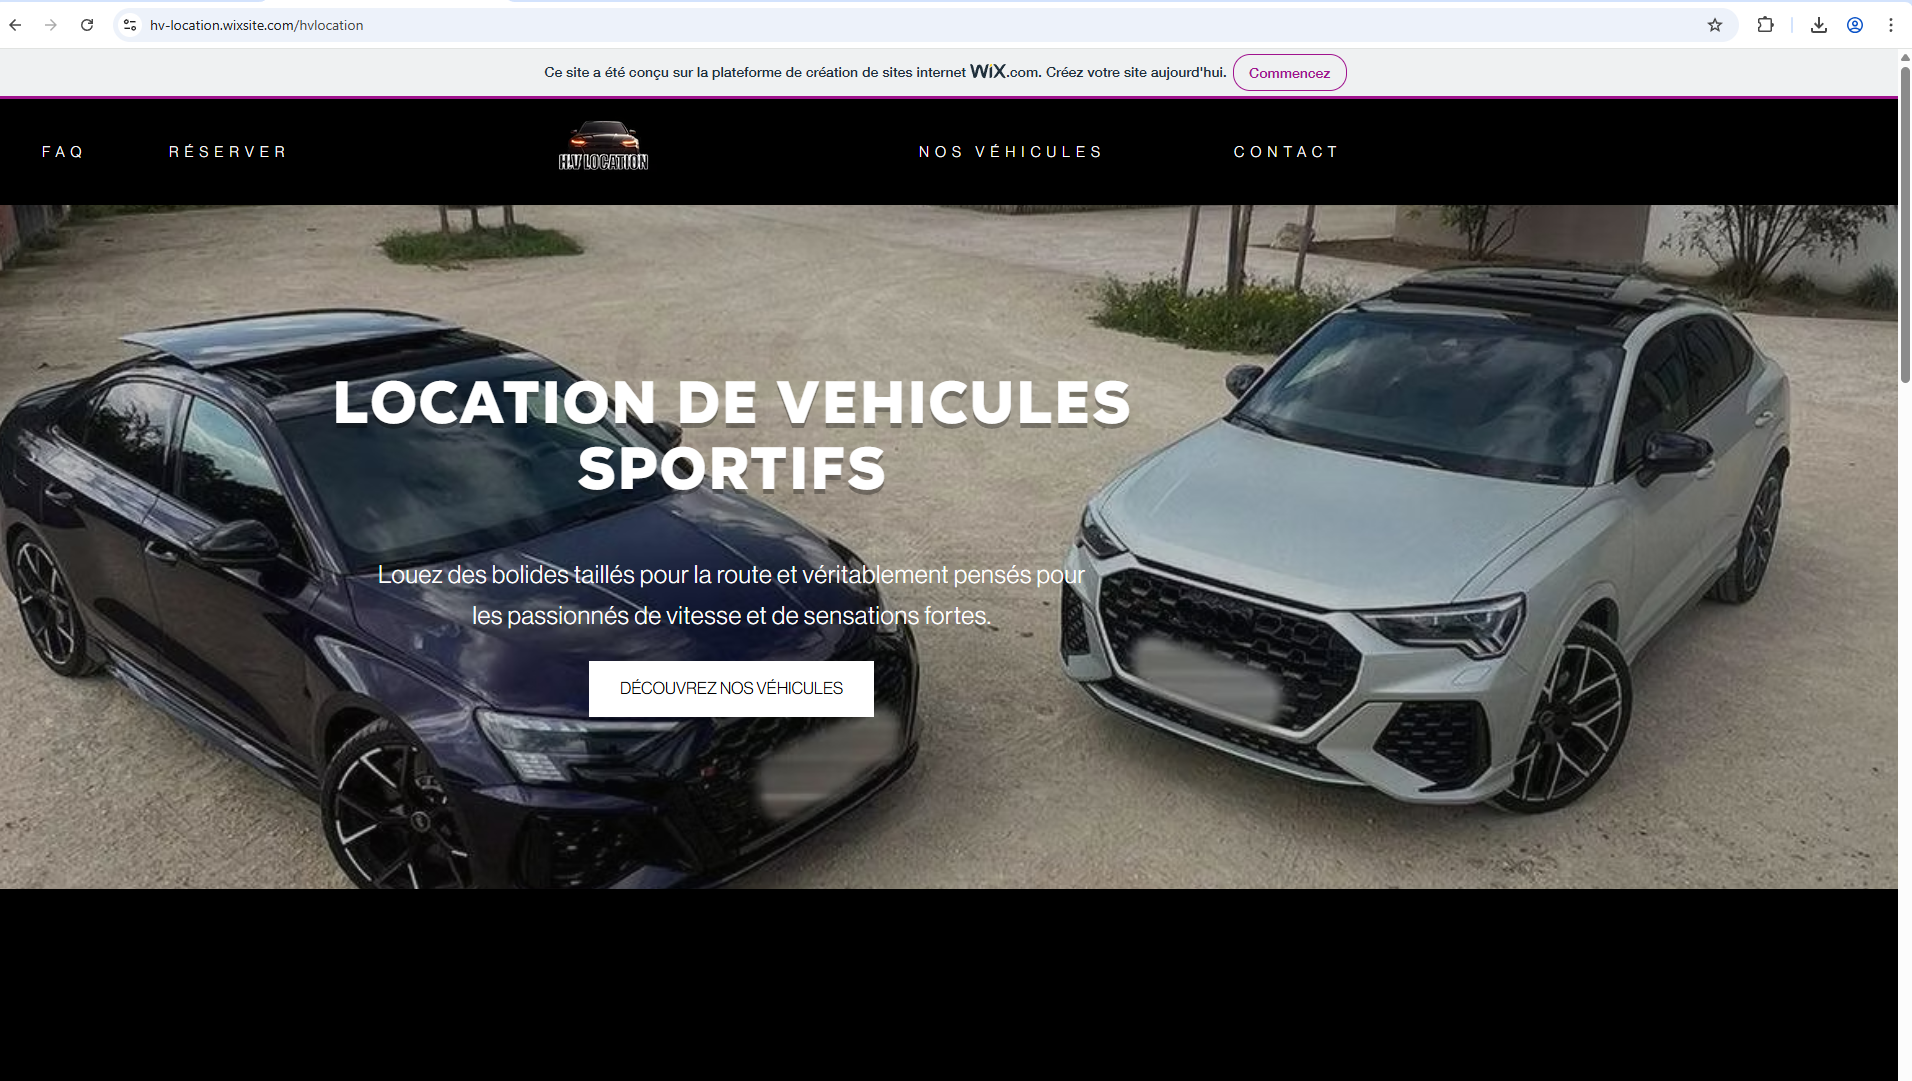 hv-location.wixsite.com/hvlocation
Ce site a été conçu sur la plateforme de création de sites internet WiX.com. Créez votre site aujourd'hui. Commencez
FAQ RÉSERVER H.V LOCATION NOS VÉHICULES CONTACT
LOCATION DE VEHICULES
SPORTIFS
Louez des bolides taillés pour la route et véritablement pensés pour
les passionnés de vitesse et de sensations fortes.
DÉCOUVREZ NOS VÉHICULES